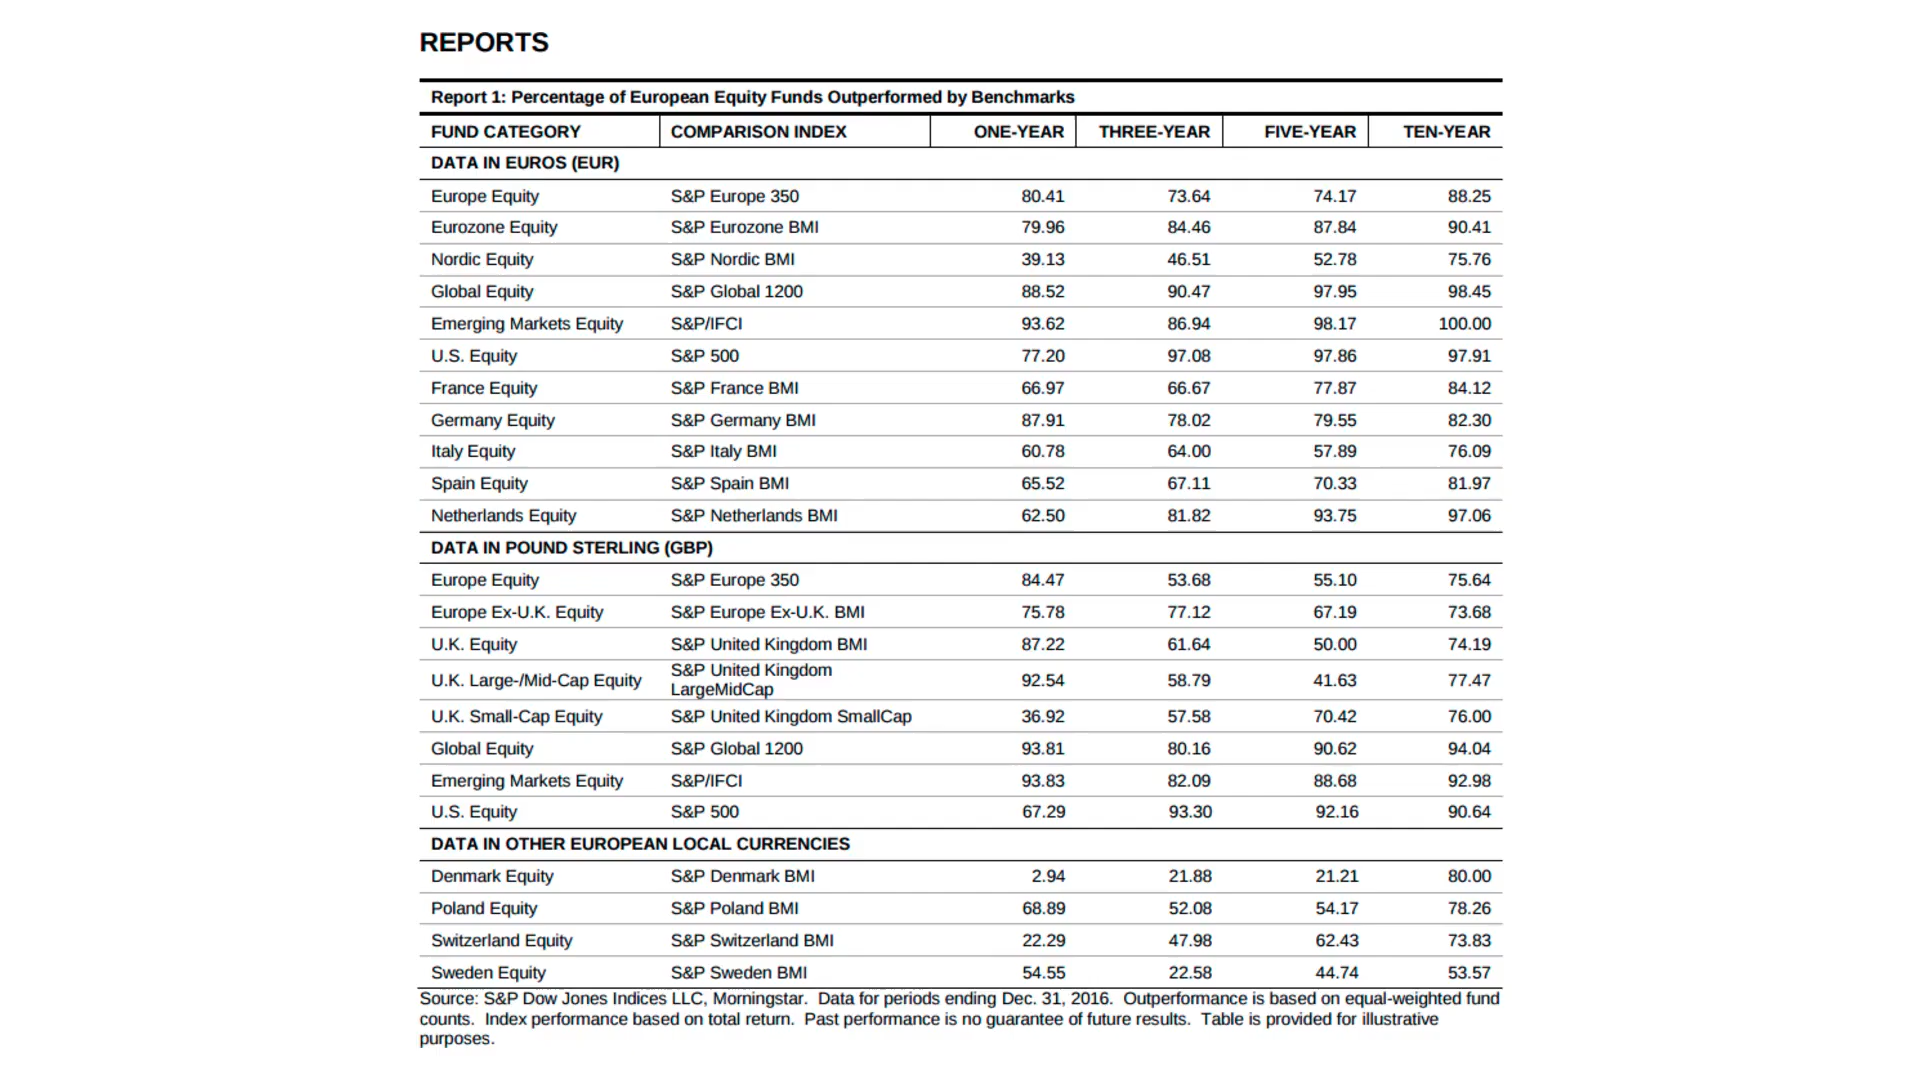 REPORTS
Report 1: Percentage of European Equity Funds Outperformed by Benchmarks
FUND CATEGORY COMPARISON INDEX ONE-YEAR THREE-YEAR FIVE-YEAR TEN-YEAR
DATA IN EUROS (EUR)
Europe Equity S&P Europe 350 80.41 73.64 74.17 88.25
Eurozone Equity S&P Eurozone BMI 79.96 84.46 87.84 90.41
Nordic Equity S&P Nordic BMI 39.13 46.51 52.78 75.76
Global Equity S&P Global 1200 88.52 90.47 97.95 98.45
Emerging Markets Equity S&P/IFCI 93.62 86.94 98.17 100.00
U.S. Equity S&P 500 77.20 97.08 97.86 97.91
France Equity S&P France BMI 66.97 66.67 77.87 84.12
Germany Equity S&P Germany BMI 87.91 78.02 79.55 82.30
Italy Equity S&P Italy BMI 60.78 64.00 57.89 76.09
Spain Equity S&P Spain BMI 65.52 67.11 70.33 81.97
Netherlands Equity S&P Netherlands BMI 62.50 81.82 93.75 97.06
DATA IN POUND STERLING (GBP)
Europe Equity S&P Europe 350 84.47 53.68 55.10 75.64
Europe Ex-U.K. Equity S&P Europe Ex-U.K. BMI 75.78 77.12 67.19 73.68
U.K. Equity S&P United Kingdom BMI 87.22 61.64 50.00 74.19
U.K. Large-/Mid-Cap Equity S&P United Kingdom LargeMidCap 92.54 58.79 41.63 77.47
U.K. Small-Cap Equity S&P United Kingdom SmallCap 36.92 57.58 70.42 76.00
Global Equity S&P Global 1200 93.81 80.16 90.62 94.04
Emerging Markets Equity S&P/IFCI 93.83 82.09 88.68 92.98
U.S. Equity S&P 500 67.29 93.30 92.16 90.64
DATA IN OTHER EUROPEAN LOCAL CURRENCIES
Denmark Equity S&P Denmark BMI 2.94 21.88 21.21 80.00
Poland Equity S&P Poland BMI 68.89 52.08 54.17 78.26
Switzerland Equity S&P Switzerland BMI 22.29 47.98 62.43 73.83
Sweden Equity S&P Sweden BMI 54.55 22.58 44.74 53.57
Source: S&P Dow Jones Indices LLC, Morningstar. Data for periods ending Dec. 31, 2016. Outperformance is based on equal-weighted fund
counts. Index performance based on total return. Past performance is no guarantee of future results. Table is provided for illustrative
purposes.